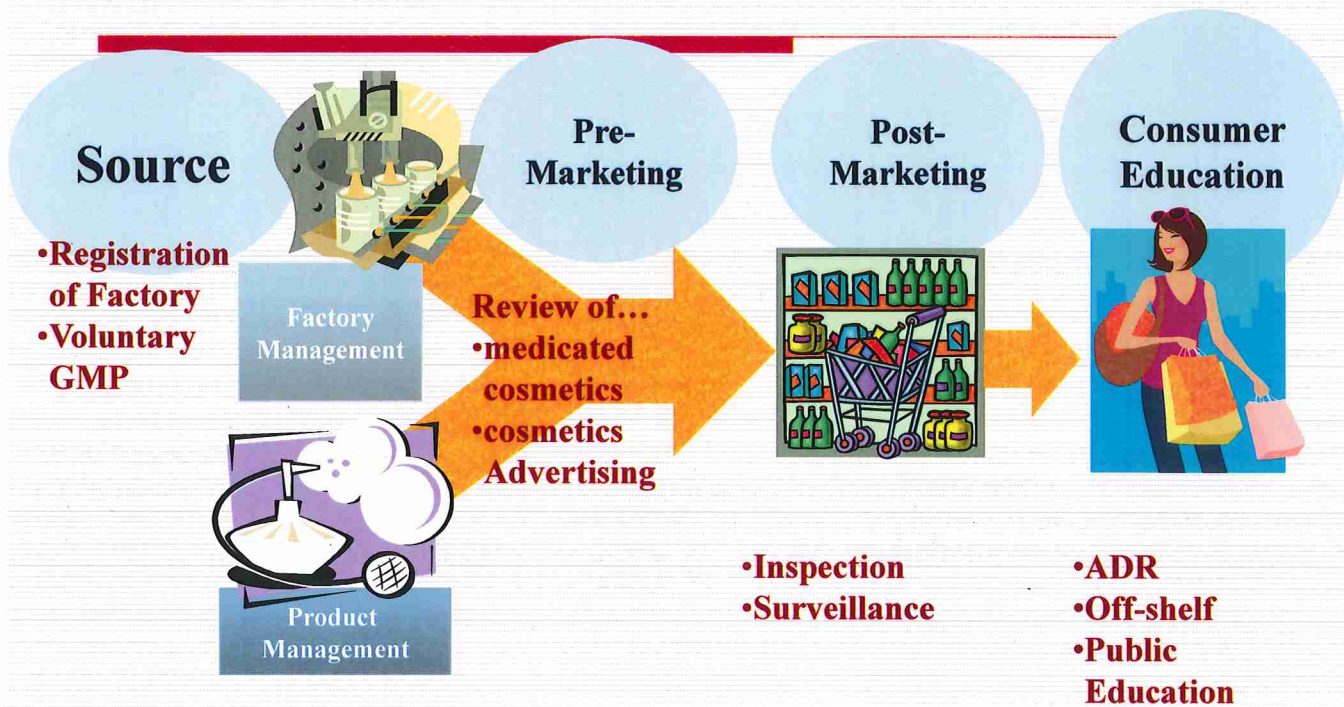 Source
•Registration
of Factory
•Voluntary
GMP
Factory
Management
Product
Management
Pre-
Marketing
Review of…
•medicated
cosmetics
•cosmetics
Advertising
Post-
Marketing
•Inspection
•Surveillance
Consumer
Education
•ADR
•Off-shelf
•Public
Education